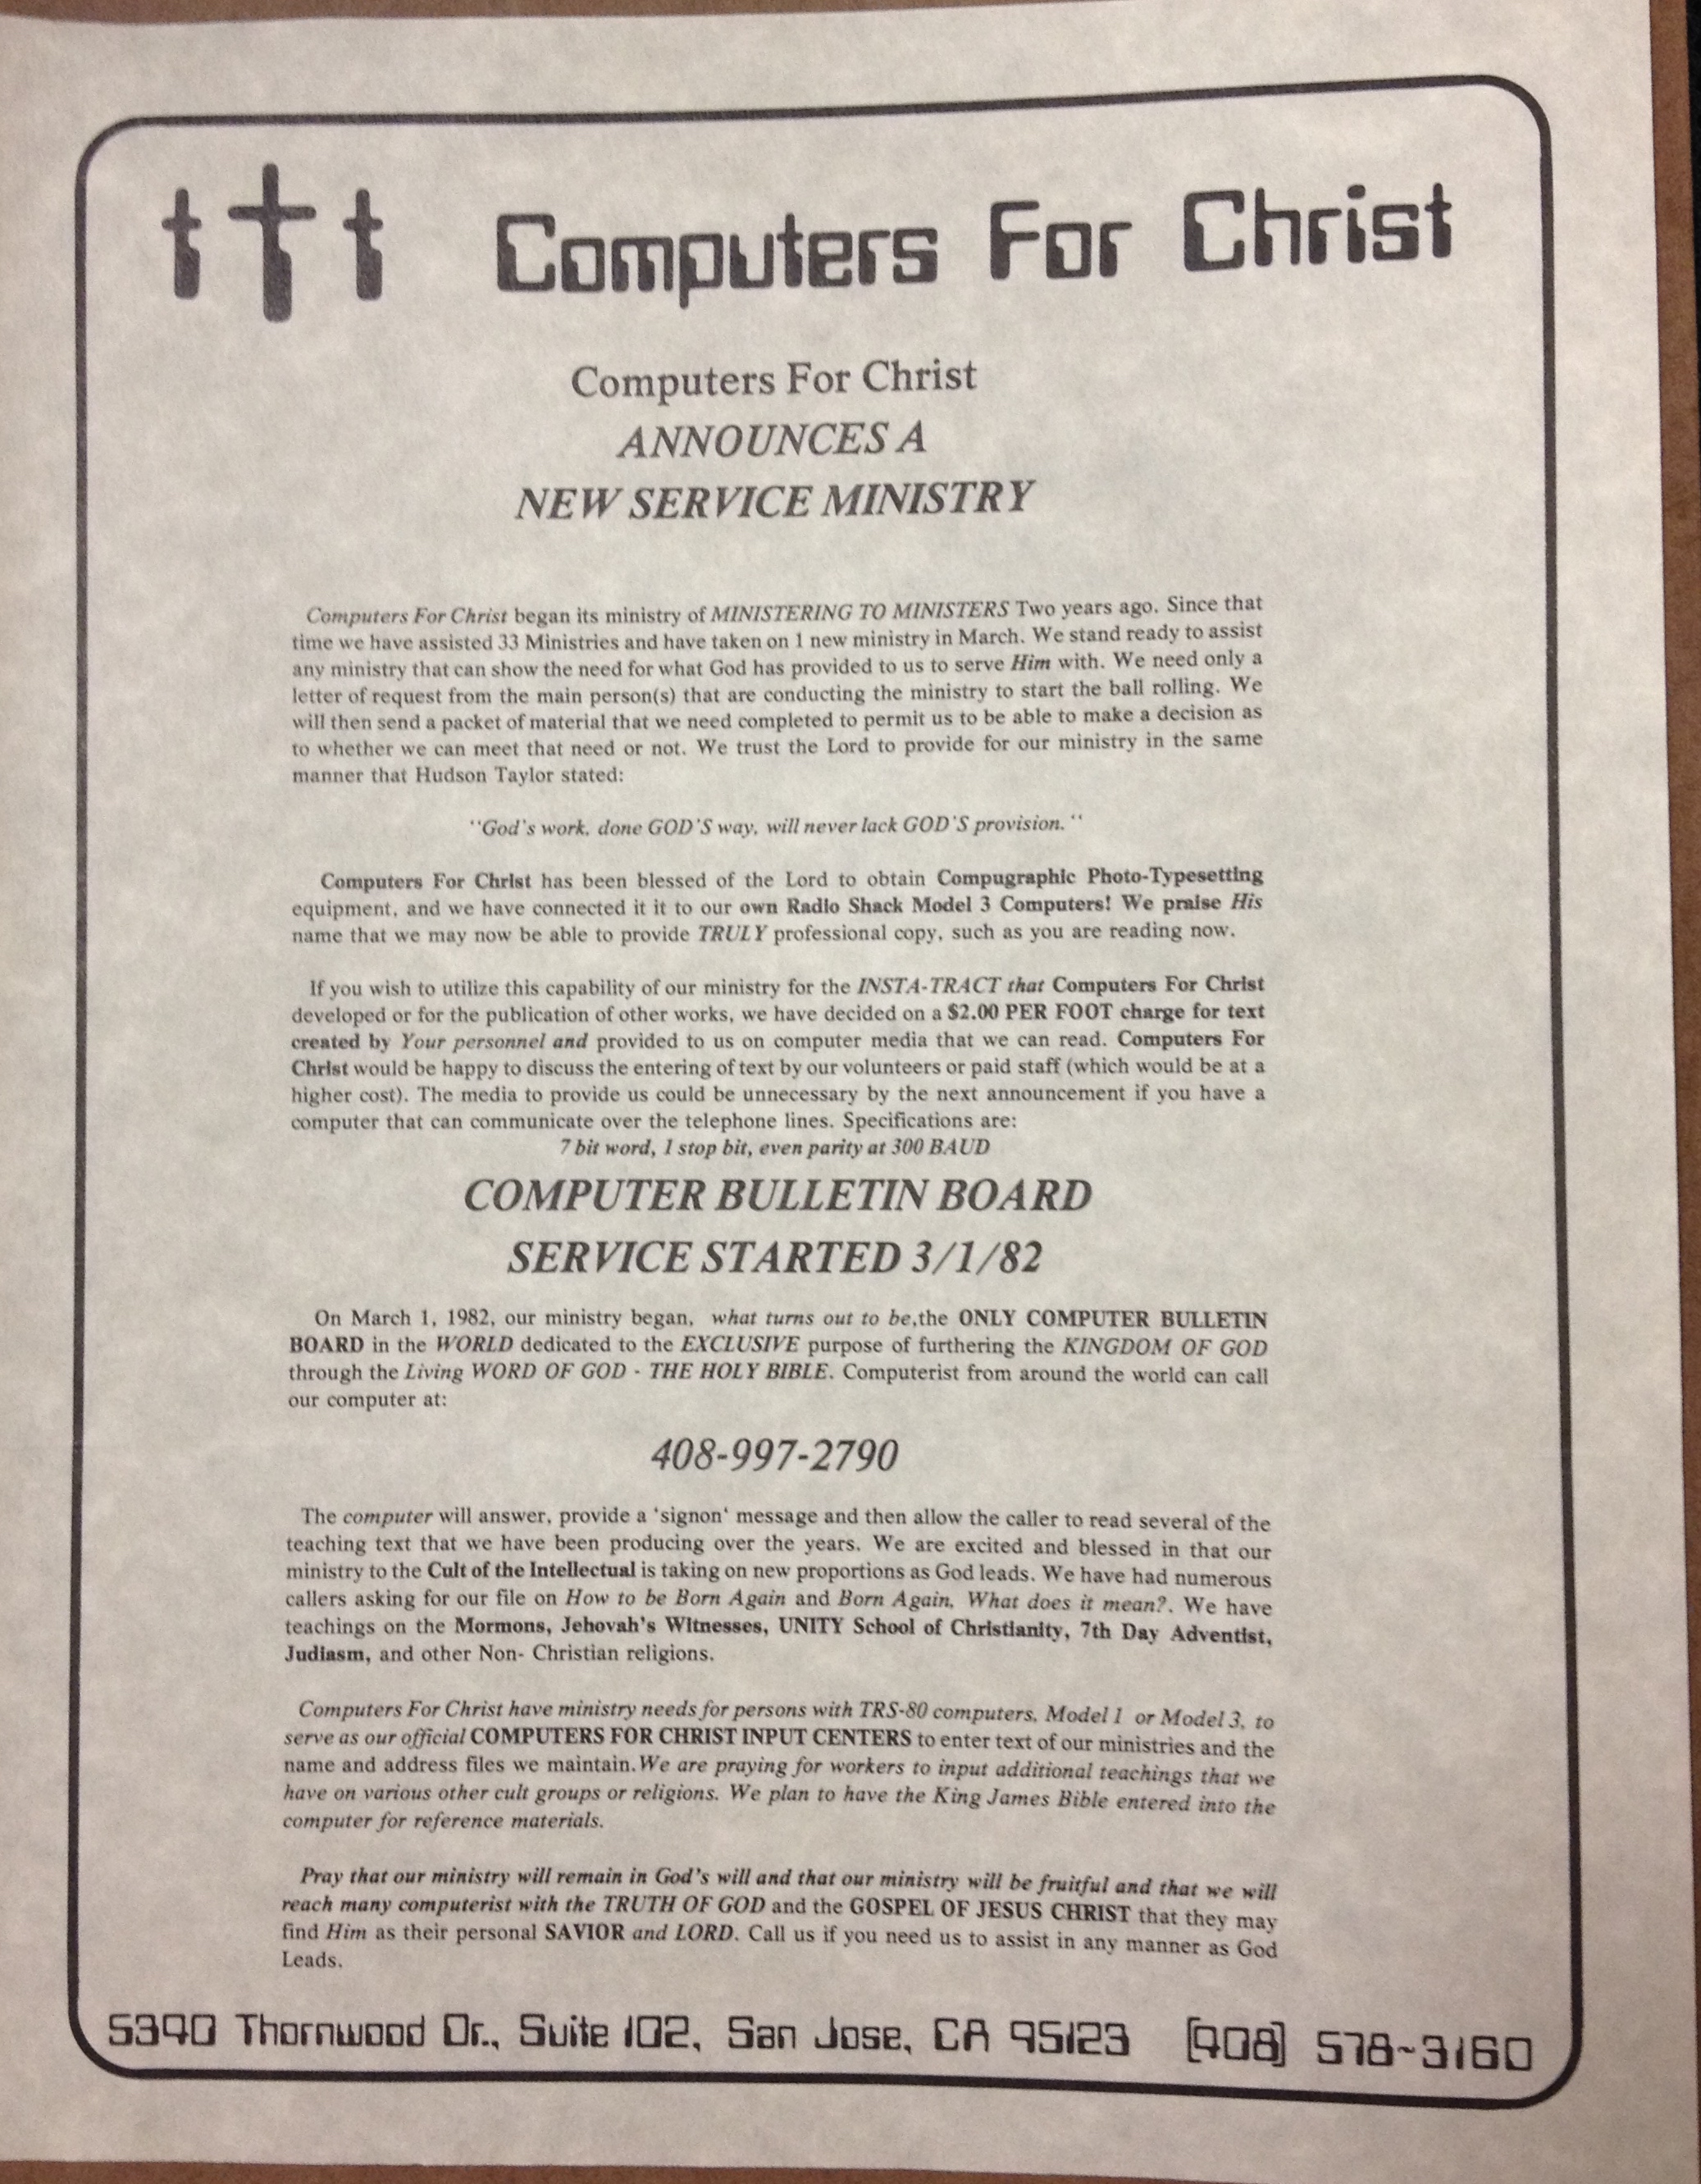 Computers For Christ
Computers For Christ
ANNOUNCES A
NEW SERVICE MINISTRY
Computers For Christ began its ministry of MINISTERING TO MINISTERS Two years ago. Since that
time we have assisted 33 Ministries and have taken on 1 new ministry in March. We stand ready to assist
any ministry that can show the need for what God has provided to us to serve Him with. We need only a
letter of request from the main person(s) that are conducting the ministry to start the ball rolling. We
will then send a packet of material that we need completed to permit us to be able to make a decision as
to whether we can meet that need or not. We trust the Lord to provide for our ministry in the same
manner that Hudson Taylor stated:
''God's work, done GOD'S way, will never lack GOD'S provision.‘‘
Computers For Christ has been blessed of the Lord to obtain Compugraphic Photo-Typesetting
equipment, and we have connected it it to our own Radio Shack Model 3 Computers! We praise His
name that we may now be able to provide TRULY professional copy, such as you are reading now.
If you wish to utilize this capability of our ministry for the INSTA-TRACT that Computers For Christ
developed or for the publication of other works, we have decided on a $2.00 PER FOOT charge for text
created by Your personnel and provided to us on computer media that we can read. Computers For
Christ would be happy to discuss the entering of text by our volunteers or paid staff (which would be at a
higher cost). The media to provide us could be unnecessary by the next announcement if you have a
computer that can communicate over the telephone lines. Specifications are:
7 bit word, 1 stop bit, even parity at 300 BAUD
COMPUTER BULLETIN BOARD
SERVICE STARTED 3/1/82
On March 1, 1982, our ministry began, what turns out to be,the ONLY COMPUTER BULLETIN
BOARD in the WORLD dedicated to the EXCLUSIVE purpose of furthering the KINGDOM OF GOD
through the Living WORD OF GOD - THE HOLY BIBLE. Computerist from around the world can call
our computer at:
408-997-2790
The computer will answer, provide a ‘signon‘ message and then allow the caller to read several of the
teaching text that we have been producing over the years. We are excited and blessed in that our
ministry to the Cult of the Intellectual is taking on new proportions as God leads. We have had numerous
callers asking for our file on How to be Born Again and Born Again, What does it mean?. We have
teachings on the Mormons, Jehovah's Witnesses, UNITY School of Christianity, 7th Day Adventist,
Judiasm, and other Non- Christian religions.
Computers For Christ have ministry needs for persons with TRS-80 computers, Model 1 or Model 3, to
serve as our official COMPUTERS FOR CHRIST INPUT CENTERS to enter text of our ministries and the
name and address files we maintain. We are praying for workers to input additional teachings that we
have on various other cult groups or religions. We plan to have the King James Bible entered into the
computer for reference materials.
Pray that our ministry will remain in God's will and that our ministry will be fruitful and that we will
reach many computerist with the TRUTH OF GOD and the GOSPEL OF JESUS CHRIST that they may
find Him as their personal SAVIOR and LORD. Call us if you need us to assist in any manner as God
Leads.
5390 Thornwood Dr., Suite 102, San Jose, CA 95123 [408] 578-3160